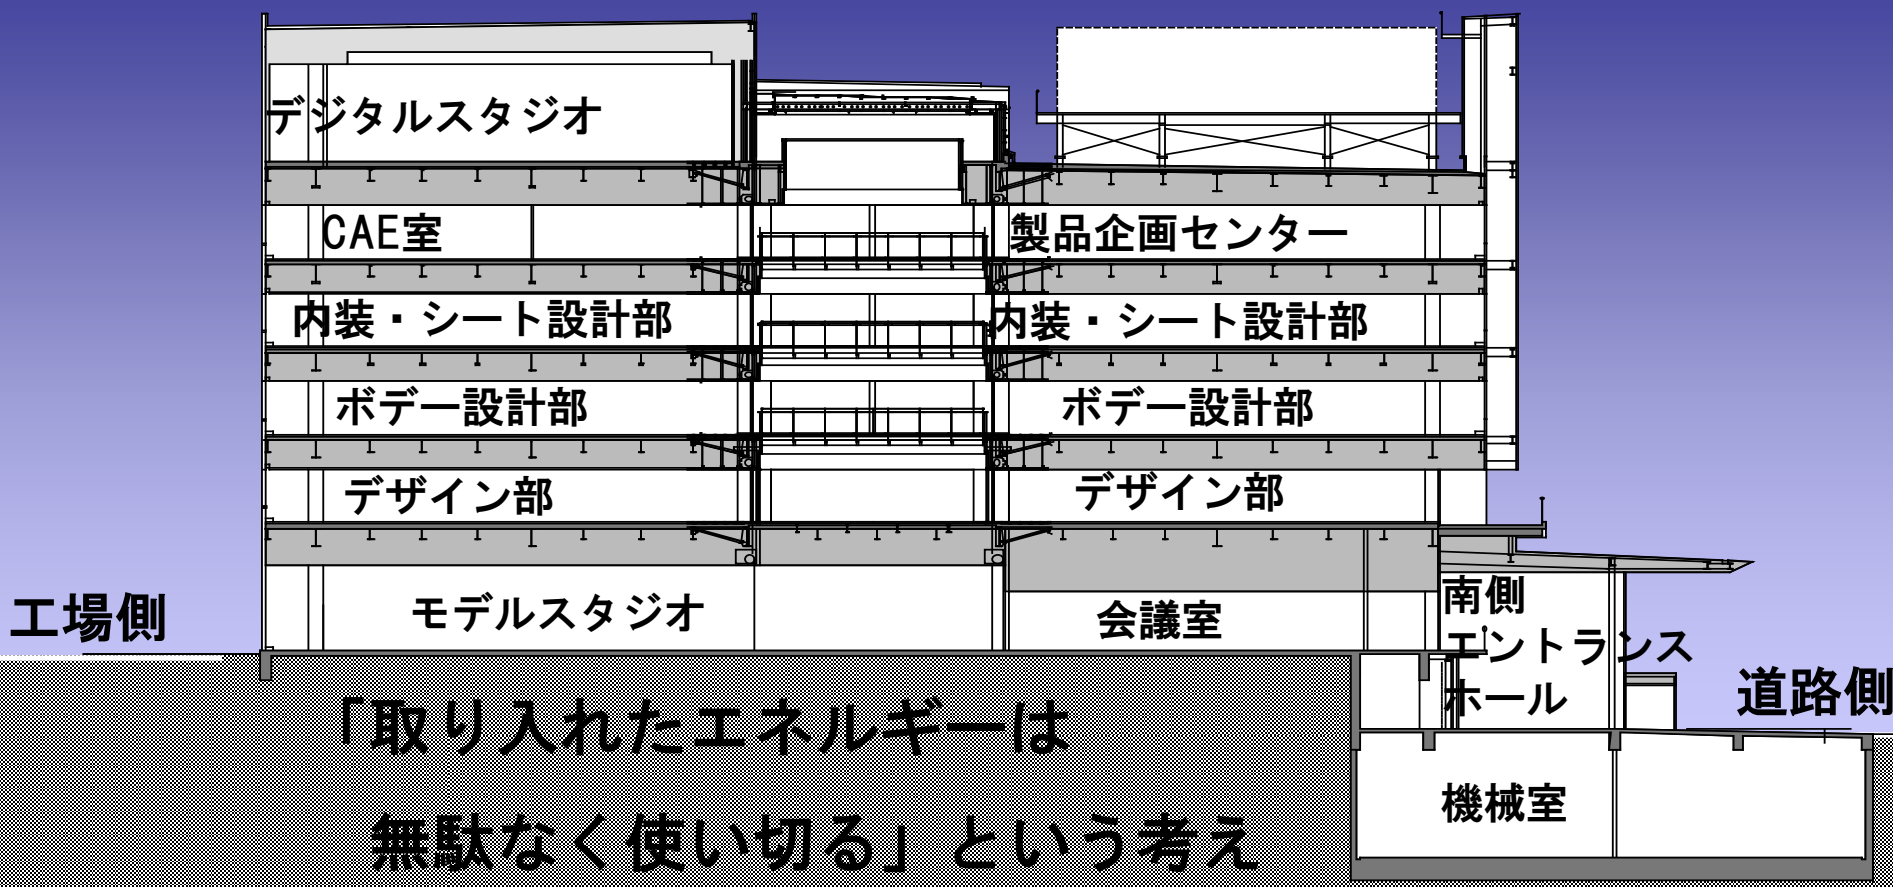 デジタルスタジオ
CAE室
製品企画センター
内装・シート設計部
内装・シート設計部
ボデー設計部
ボデー設計部
デザイン部
デザイン部
モデルスタジオ
会議室
南側
エントランス
ホール
工場側
道路側
機械室
「取り入れたエネルギーは
無駄なく使い切る」という考え